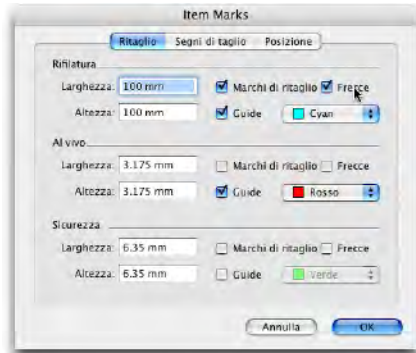 Item Marks
Ritaglio Segni di taglio Posizione
Rifilatura
Larghezza: 100 mm Marchi di ritaglio Frecce
Altezza: 100 mm Guide Cyan
Al vivo
Larghezza: 3.175 mm Marchi di ritaglio Frecce
Altezza: 3.175 mm Guide Rosso
Sicurezza
Larghezza: 6.35 mm Marchi di ritaglio Frecce
Altezza: 6.35 mm Guide Verde
Annulla OK